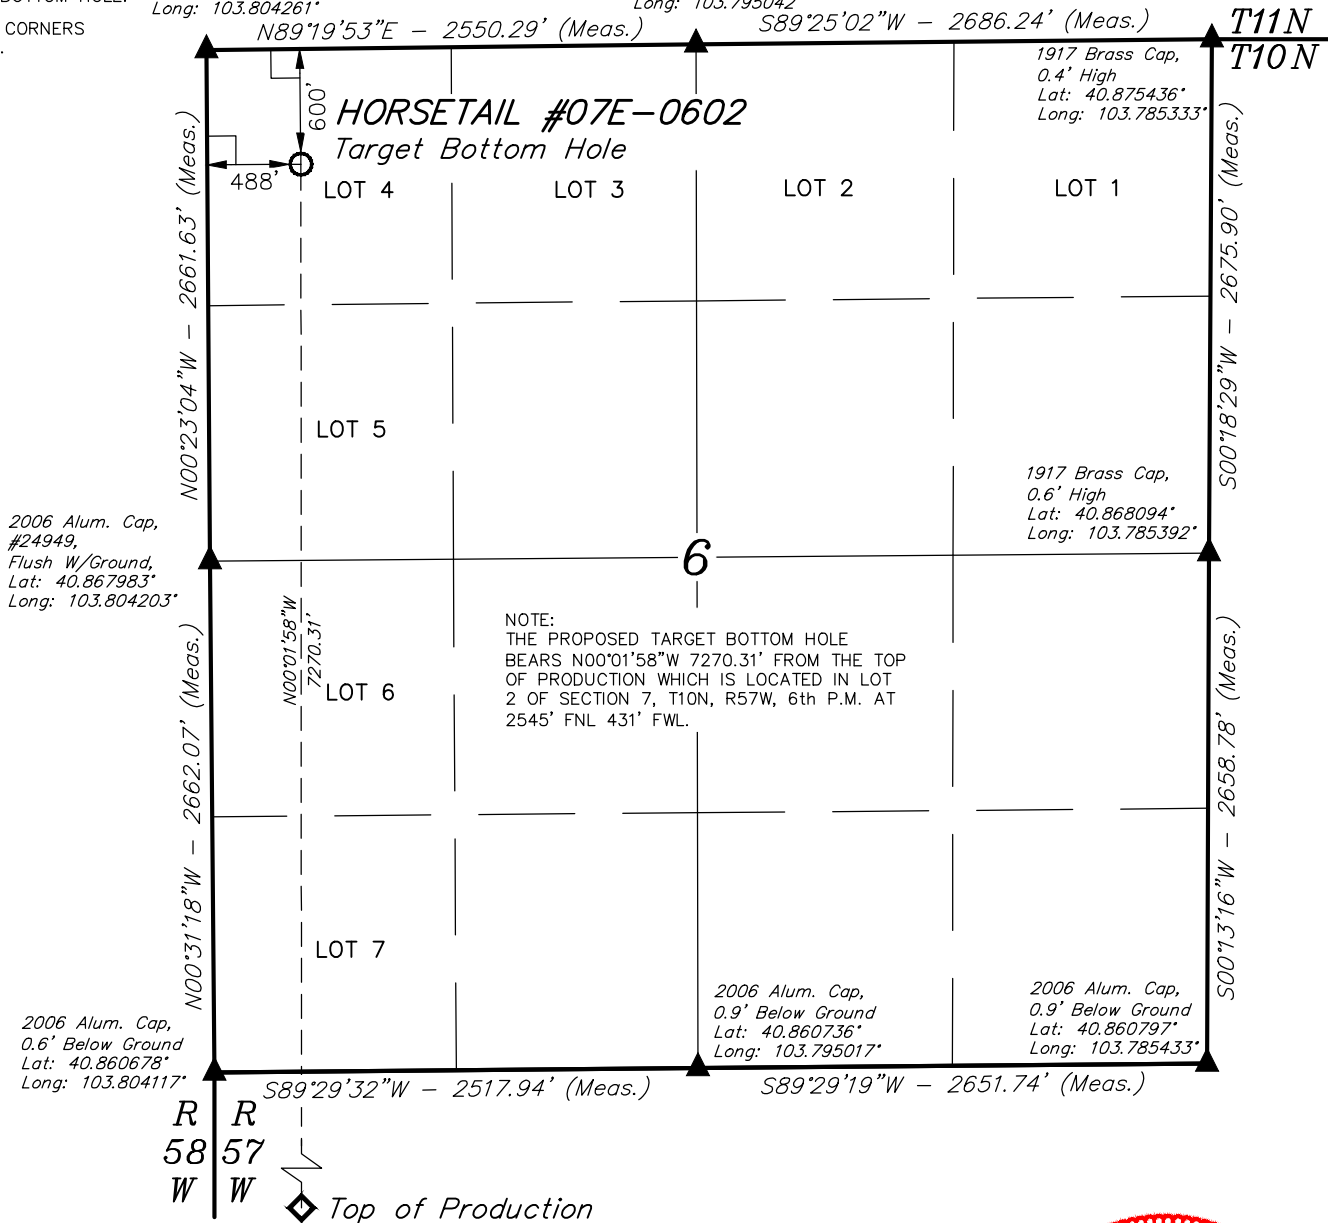 Long: 103.804261°
CORNERS
.
N89°19'53"E - 2550.29' (Meas.)
S89°25'02"W - 2686.24' (Meas.)
T11N
T10N
1917 Brass Cap,
0.4' High
Lat: 40.875436°
Long: 103.785333°
600'
HORSETAIL #07E-0602
Target Bottom Hole
488'
LOT 4
LOT 3
LOT 2
LOT 1
N00°23'04"W - 2661.63' (Meas.)
S00°18'29"W - 2675.90' (Meas.)
LOT 5
1917 Brass Cap,
0.6' High
Lat: 40.868094°
Long: 103.785392°
2006 Alum. Cap,
#24949,
Flush W/Ground,
Lat: 40.867983°
Long: 103.804203°
6
N00°01'58"W
7270.31'
LOT 6
NOTE:
THE PROPOSED TARGET BOTTOM HOLE
BEARS N00°01'58"W 7270.31' FROM THE TOP
OF PRODUCTION WHICH IS LOCATED IN LOT
2 OF SECTION 7, T10N, R57W, 6th P.M. AT
2545' FNL 431' FWL.
N00°31'18"W - 2662.07' (Meas.)
S00°13'16"W - 2658.78' (Meas.)
LOT 7
2006 Alum. Cap,
0.9' Below Ground
Lat: 40.860736°
Long: 103.795017°
2006 Alum. Cap,
0.9' Below Ground
Lat: 40.860797°
Long: 103.785433°
2006 Alum. Cap,
0.6' Below Ground
Lat: 40.860678°
Long: 103.804117°
S89°29'32"W - 2517.94' (Meas.)
S89°29'19"W - 2651.74' (Meas.)
R R
58 57
W W
Top of Production